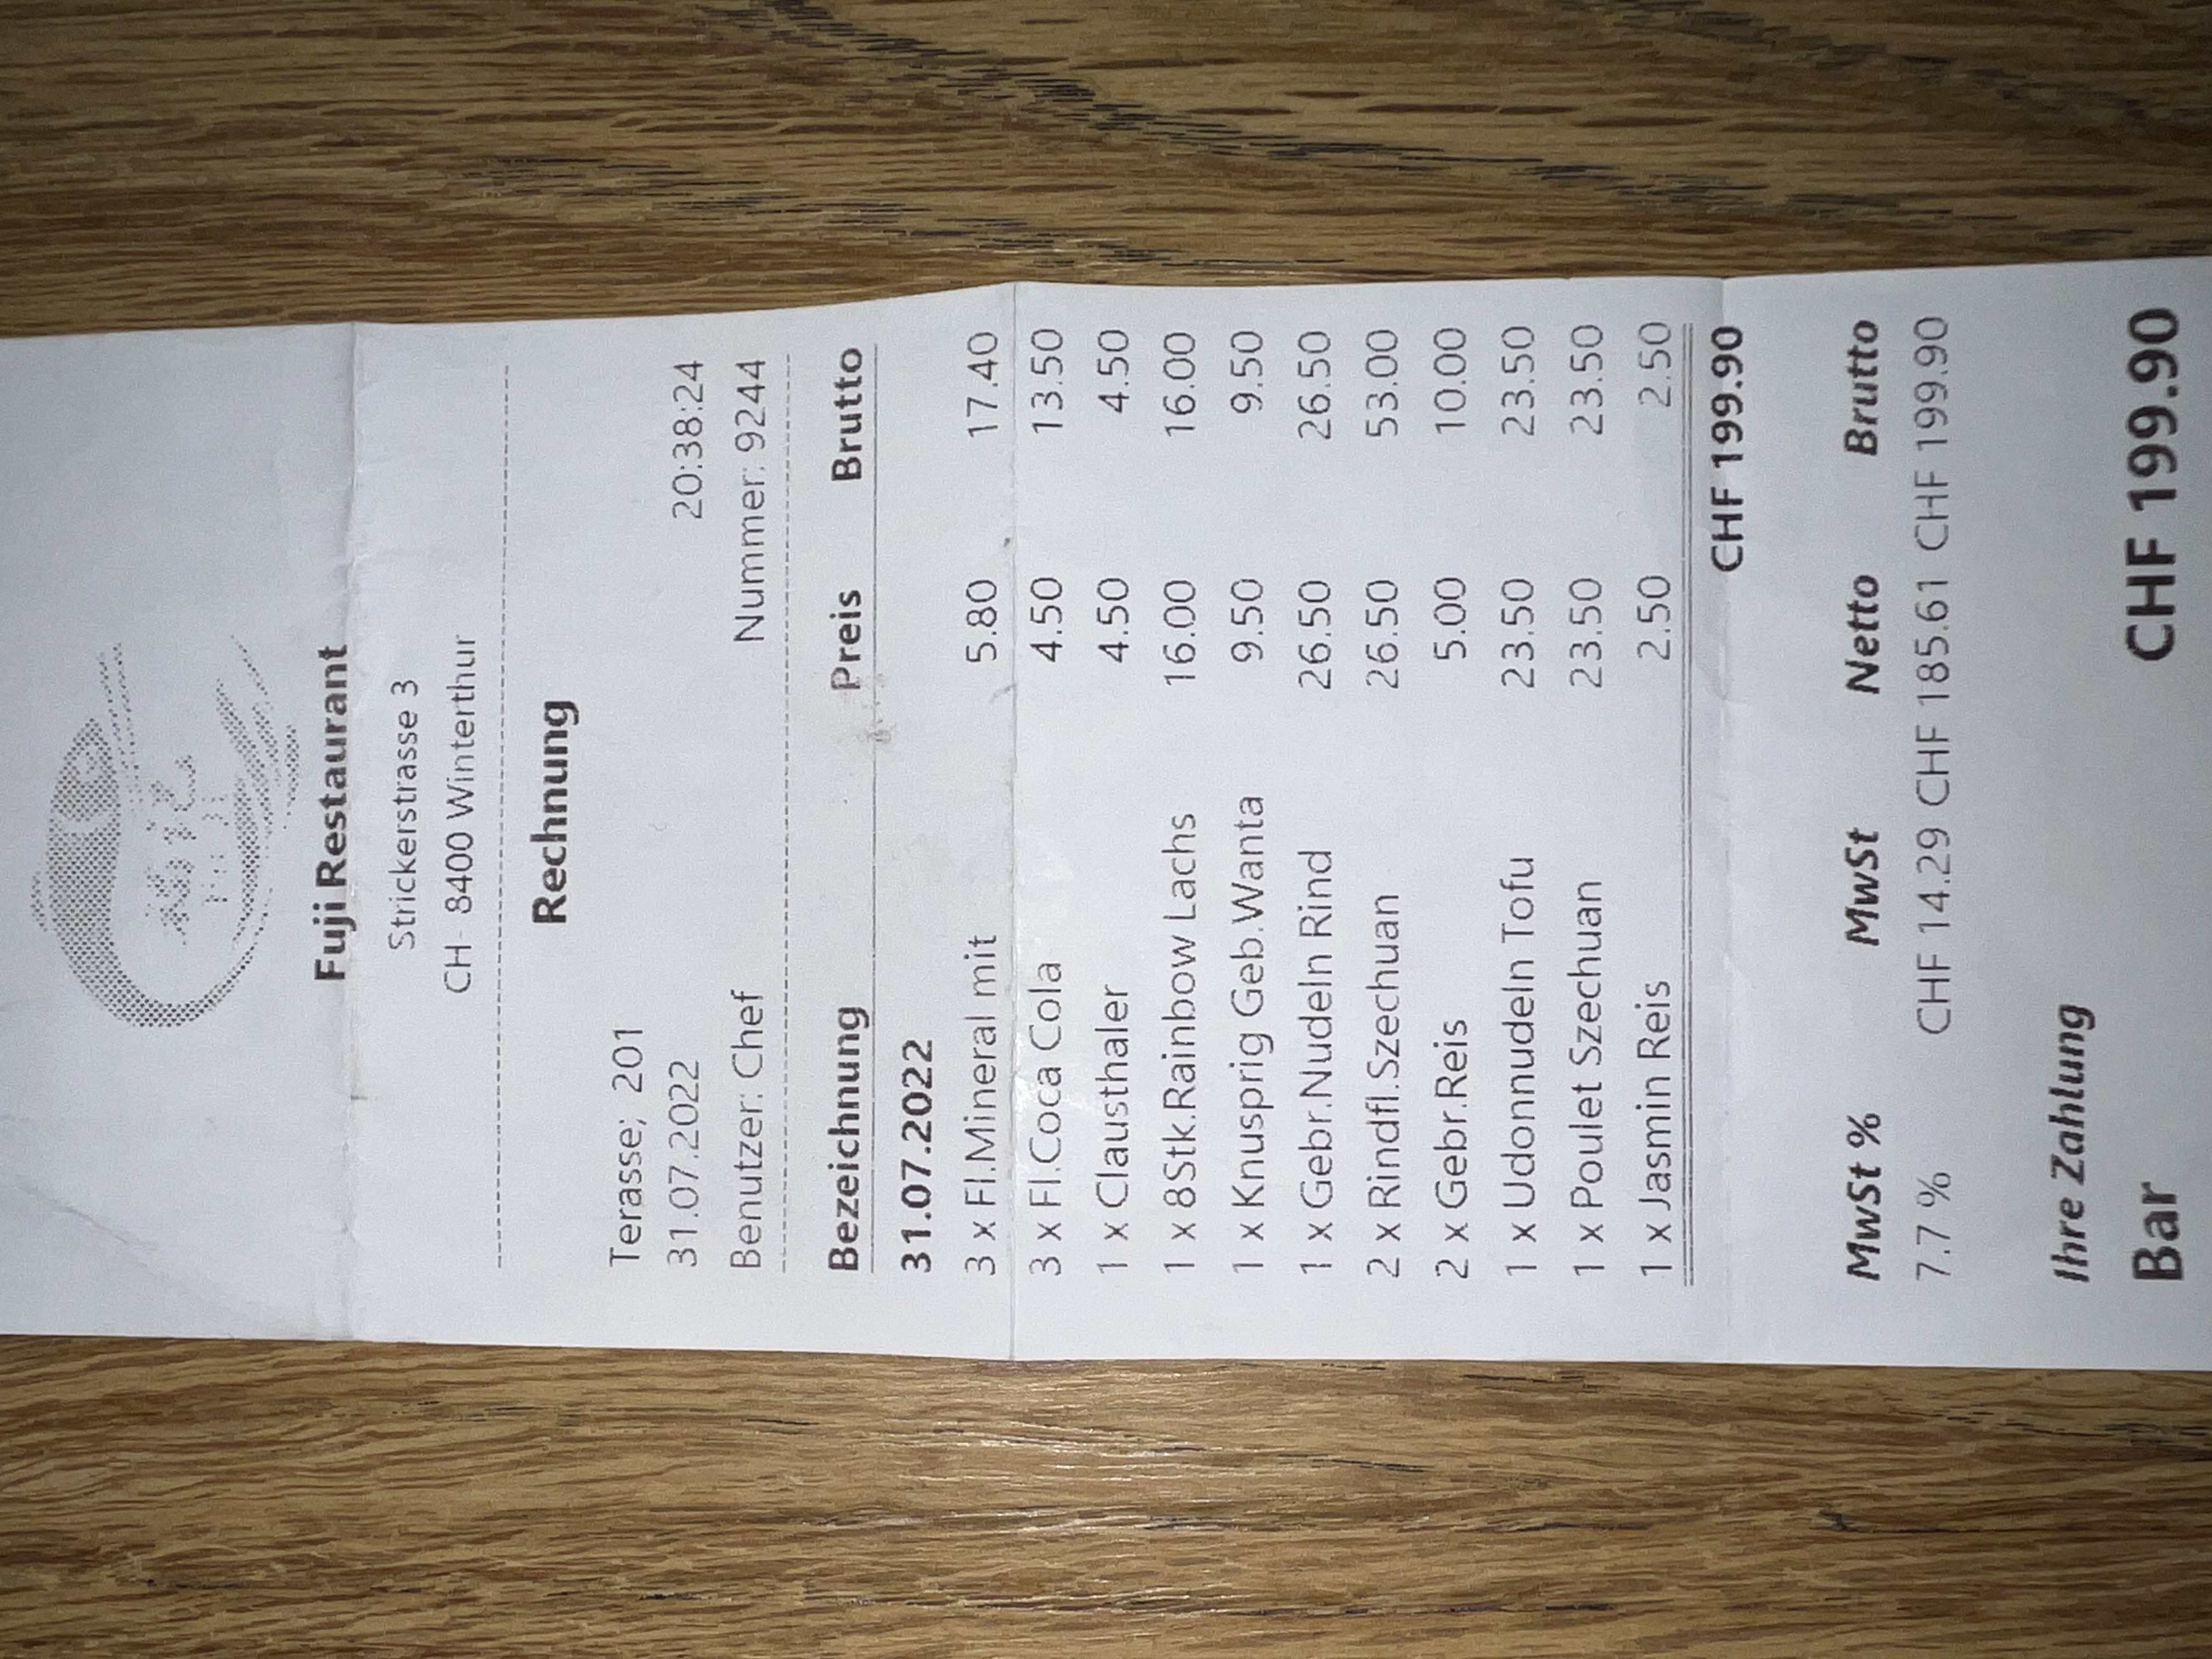 福記
FUJI
Fuji Restaurant
Strickerstrasse 3
CH- 8400 Winterthur
Rechnung
Terasse; 201
31.07.2022 20:38:24
Benutzer: Chef Nummer: 9244
Bezeichnung Preis Brutto
31.07.2022
3 x Fl.Mineral mit 5.80 17.40
3 x Fl.Coca Cola 4.50 13.50
1 x Clausthaler 4.50 4.50
1 x 8Stk.Rainbow Lachs 16.00 16.00
1 x Knusprig Geb.Wanta 9.50 9.50
1 x Gebr.Nudeln Rind 26.50 26.50
2 x Rindfl.Szechuan 26.50 53.00
2 x Gebr.Reis 5.00 10.00
1 x Udonnudeln Tofu 23.50 23.50
1 x Poulet Szechuan 23.50 23.50
1 x Jasmin Reis 2.50 2.50
CHF 199.90
MwSt % MwSt Netto Brutto
7.7 % CHF 14.29 CHF 185.61 CHF 199.90
Ihre Zahlung
Bar CHF 199.90